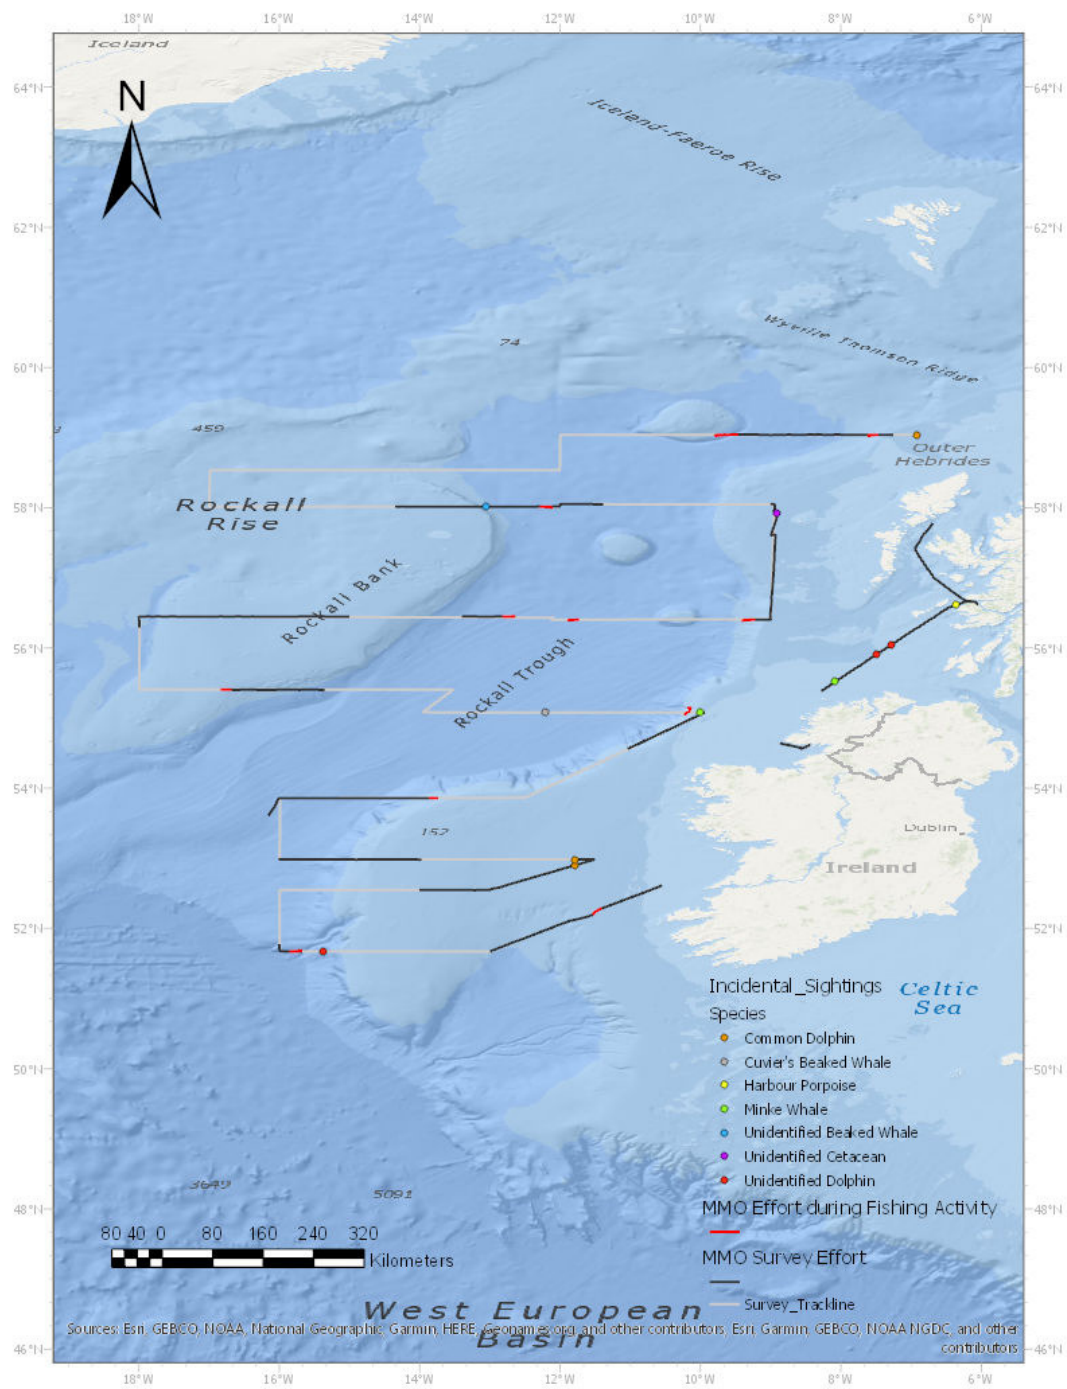 18°W 16°W 14°W 12°W 10°W 8°W 6°W
Iceland
64°N 64°N
N
Iceland-Faeroe Rise
62°N 62°N
Wyville Thomson Ridge
74
60°N 60°N
459
Outer
Hebrides
58°N 58°N
Rockall
Rise
Rockall Bank
56°N 56°N
Rockall Trough
54°N 54°N
152
Dublin
Ireland
52°N 52°N
Incidental_Sightings
Celtic
Sea
Species
Common Dolphin
Cuvier's Beaked Whale
50°N 50°N
Harbour Porpoise
Minke Whale
Unidentified Beaked Whale
Unidentified Cetacean
Unidentified Dolphin
3649
5091
48°N 48°N
MMO Effort during Fishing Activity
80 40 0 80 160 240 320
Kilometers
MMO Survey Effort
Survey_Trackline
West European
Basin
Sources: Esri, GEBCO, NOAA, National Geographic, Garmin, HERE, Geonames.org, and other contributors, Esri, Garmin, GEBCO, NOAA NGDC, and other
contributors
46°N 46°N
18°W 16°W 14°W 12°W 10°W 8°W 6°W